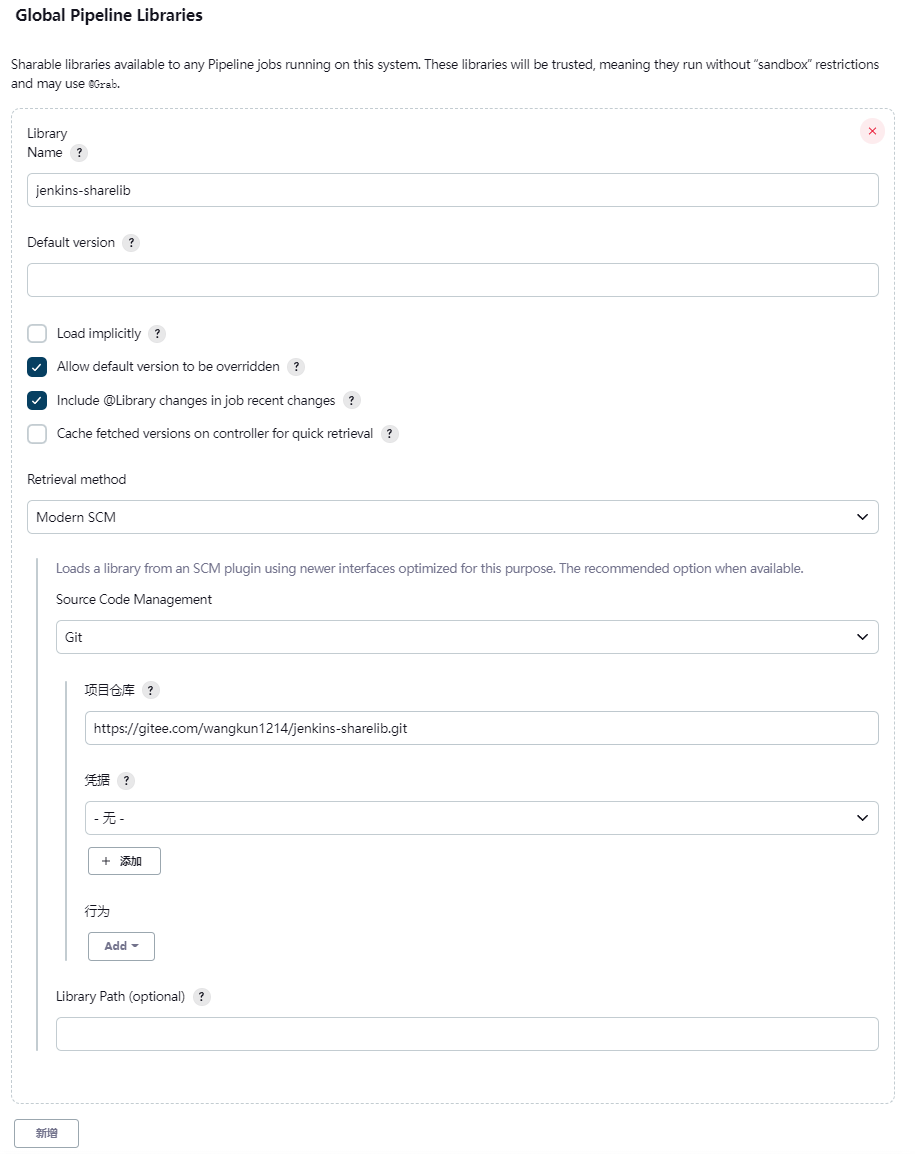 Global Pipeline Libraries
Sharable libraries available to any Pipeline jobs running on this system. These libraries will be trusted, meaning they run without “sandbox” restrictions
and may use @Grab.
Library
Name ?
jenkins-sharelib
Default version ?
Load implicitly ?
Allow default version to be overridden ?
Include @Library changes in job recent changes ?
Cache fetched versions on controller for quick retrieval ?
Retrieval method
Modern SCM
Loads a library from an SCM plugin using newer interfaces optimized for this purpose. The recommended option when available.
Source Code Management
Git
项目仓库 ?
https://gitee.com/wangkun1214/jenkins-sharelib.git
凭据 ?
- 无 -
+ 添加
行为
Add
Library Path (optional) ?
新增